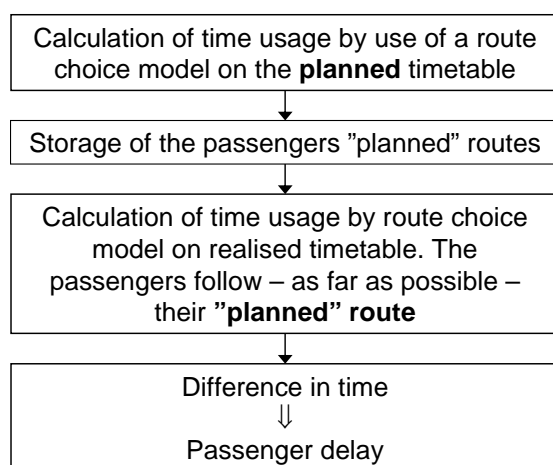 Calculation of time usage by use of a route
choice model on the planned timetable
Storage of the passengers ”planned” routes
Calculation of time usage by route choice
model on realised timetable. The
passengers follow – as far as possible –
their ”planned” route
Difference in time
⇓
Passenger delay